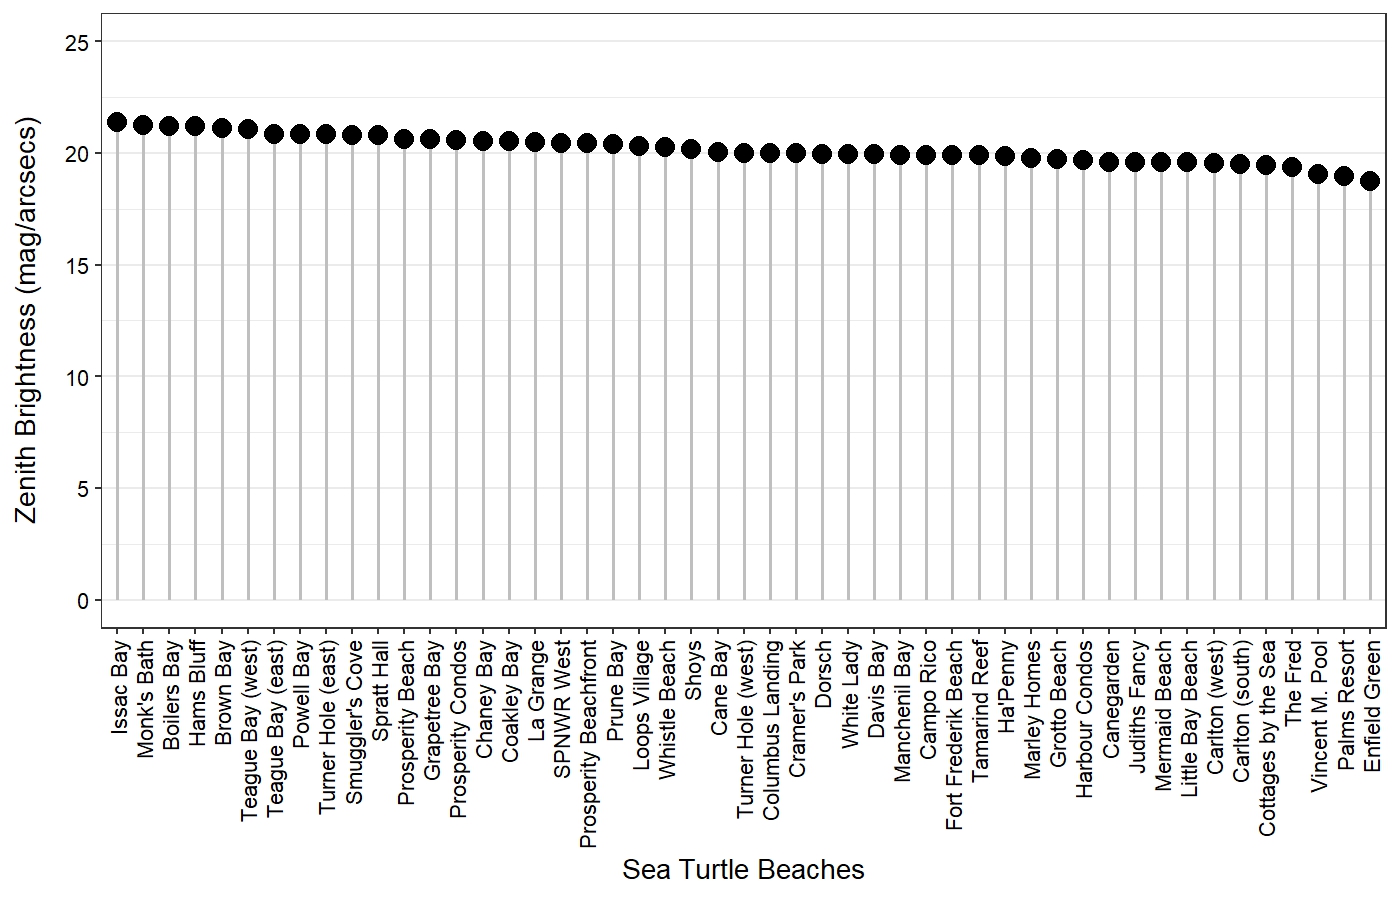 Zenith Brightness (mag/arcsecs)
25
20
15
10
5
0
Issac Bay
Monk's Bath
Boilers Bay
Hams Bluff
Brown Bay
Teague Bay (west)
Teague Bay (east)
Powell Bay
Turner Hole (east)
Smuggler's Cove
Spratt Hall
Prosperity Beach
Grapetree Bay
Prosperity Condos
Chaney Bay
Coakley Bay
La Grange
SPNWR West
Prosperity Beachfront
Prune Bay
Loops Village
Whistle Beach
Shoys
Cane Bay
Turner Hole (west)
Columbus Landing
Cramer's Park
Dorsch
White Lady
Davis Bay
Manchenil Bay
Campo Rico
Fort Frederik Beach
Tamarind Reef
Ha'Penny
Marley Homes
Grotto Beach
Harbour Condos
Canegarden
Judiths Fancy
Mermaid Beach
Little Bay Beach
Carlton (west)
Carlton (south)
Cottages by the Sea
The Fred
Vincent M. Pool
Palms Resort
Enfield Green
Sea Turtle Beaches